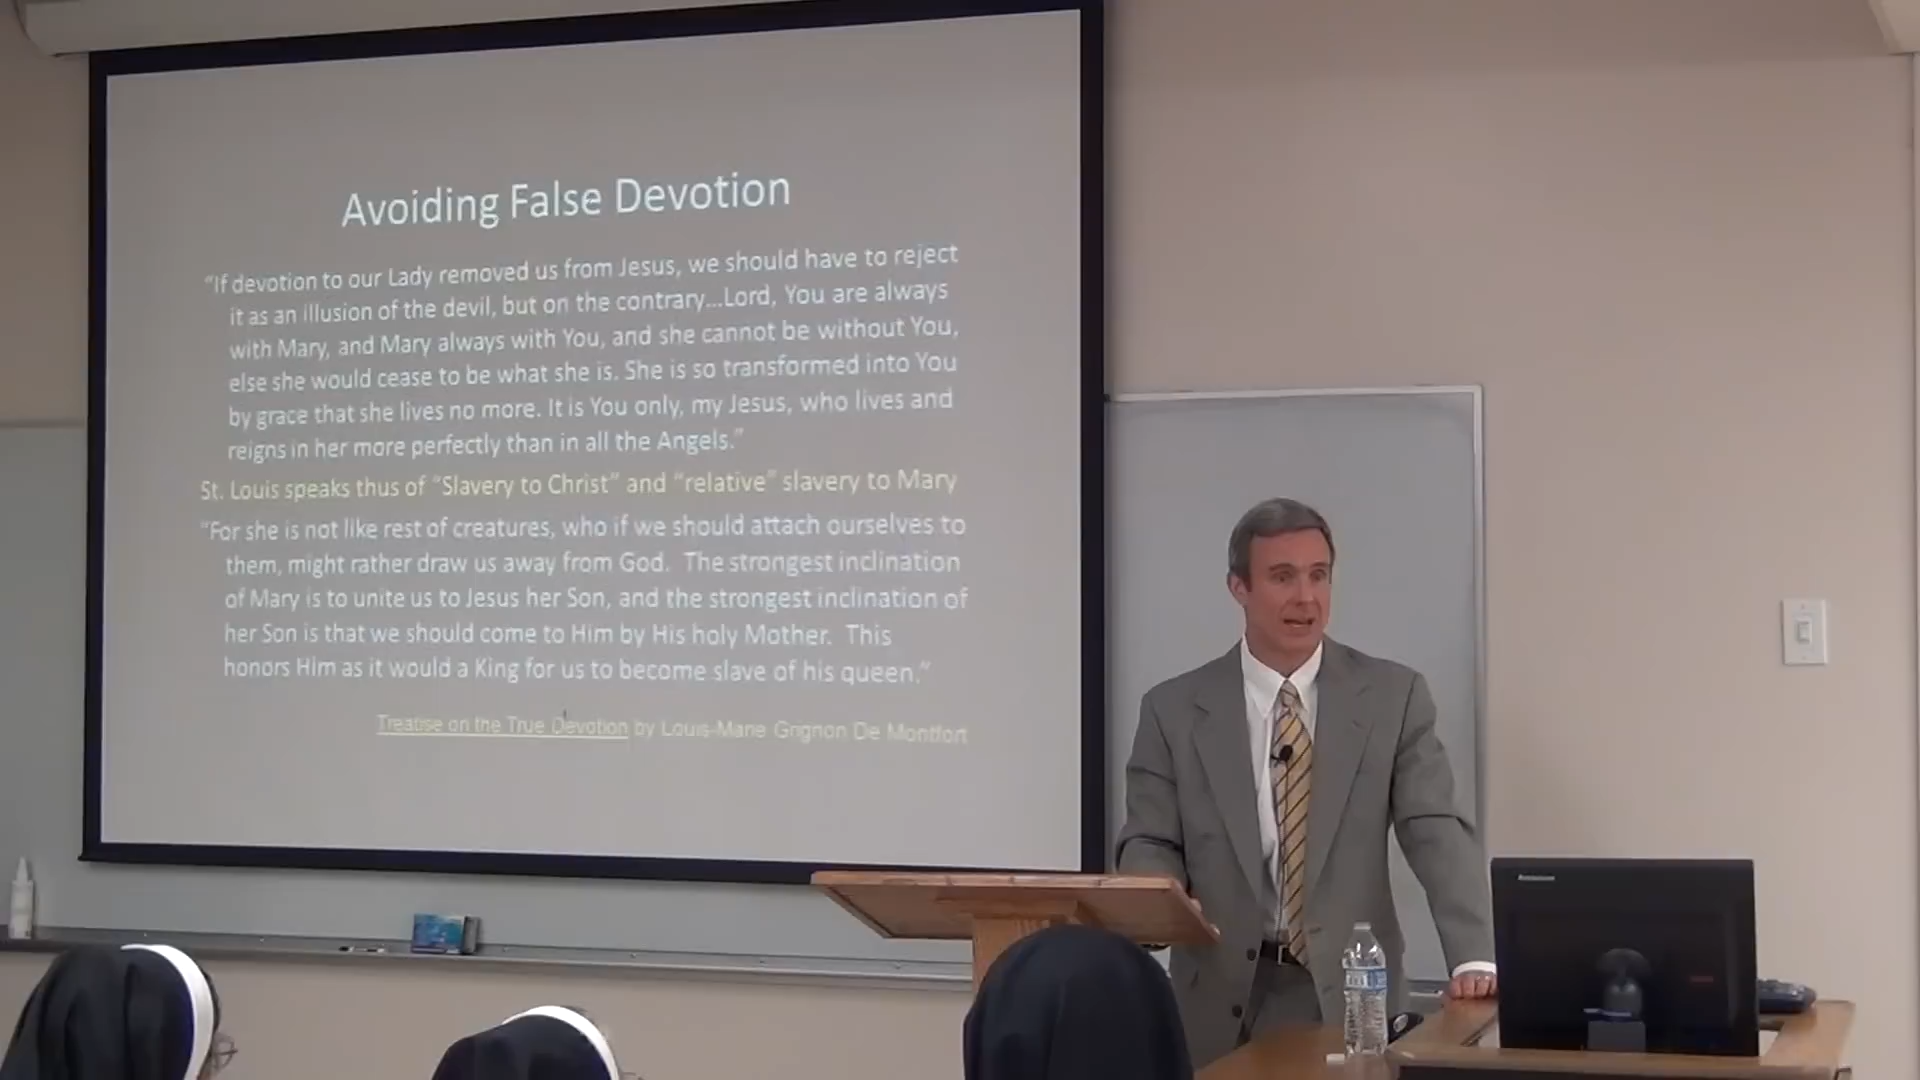 Avoiding False Devotion
“If devotion to our Lady removed us from Jesus, we should have to reject
it as an illusion of the devil, but on the contrary...Lord, You are always
with Mary, and Mary always with You, and she cannot be without You,
else she would cease to be what she is. She is so transformed into You
by grace that she lives no more. It is You only, my Jesus, who lives and
reigns in her more perfectly than in all the Angels.”
St. Louis speaks thus of “Slavery to Christ” and “relative” slavery to Mary
“For she is not like rest of creatures, who if we should attach ourselves to
them, might rather draw us away from God. The strongest inclination
of Mary is to unite us to Jesus her Son, and the strongest inclination of
her Son is that we should come to Him by His holy Mother. This
honors Him as it would a King for us to become slave of his queen.”
Treatise on the True Devotion by Louis-Marie Grignon De Montfort